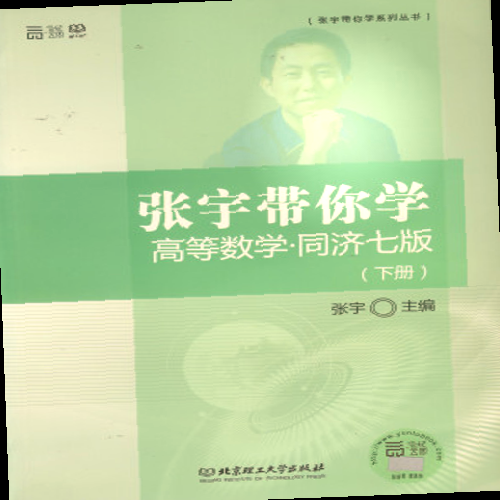 （张宇带你学系列丛书）
张宇带你学
高等数学·同济七版
（下册）
张宇 主编
北京理工大学出版社